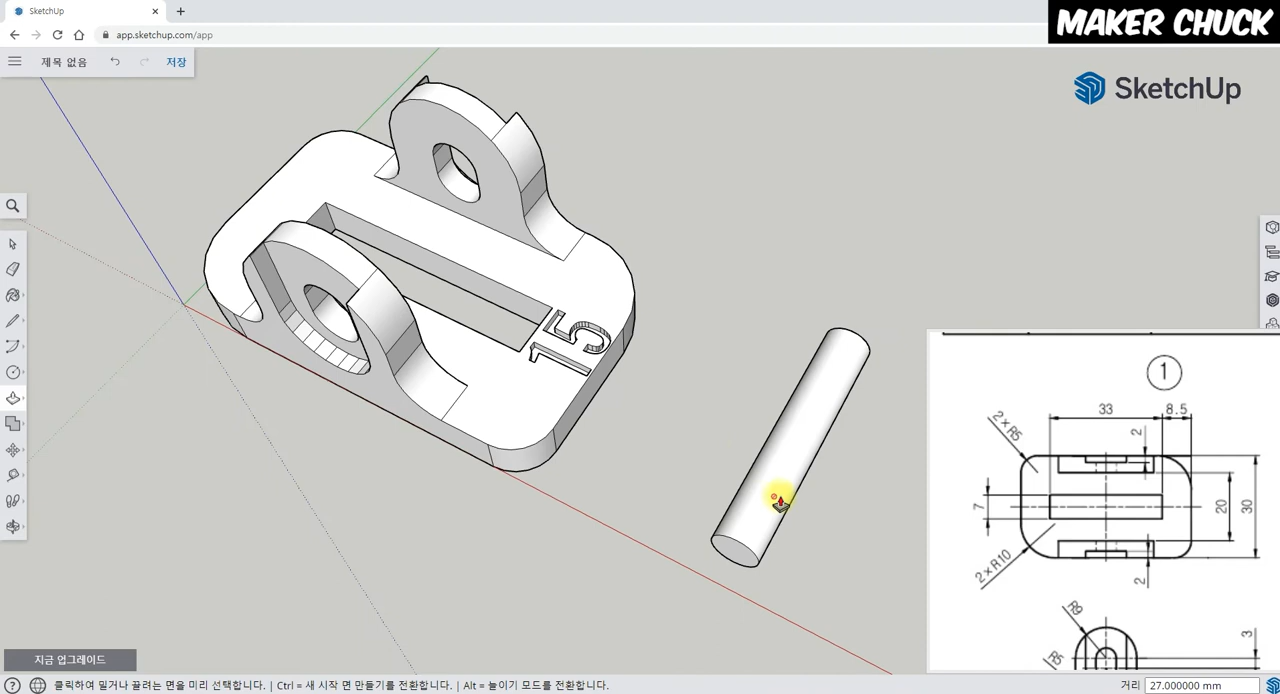 SketchUp
MAKER CHUCK
app.sketchup.com/app
제목 없음
저장
SketchUp
15
1
33
8.5
2×R5
2
7
20
30
2×R10
2
R9
3
R5
지금 업그레이드
클릭하여 밀거나 끌려는 면을 미리 선택합니다. | Ctrl = 새 시작 면 만들기를 전환합니다. | Alt = 늘이기 모드를 전환합니다.
거리
27.000000 mm